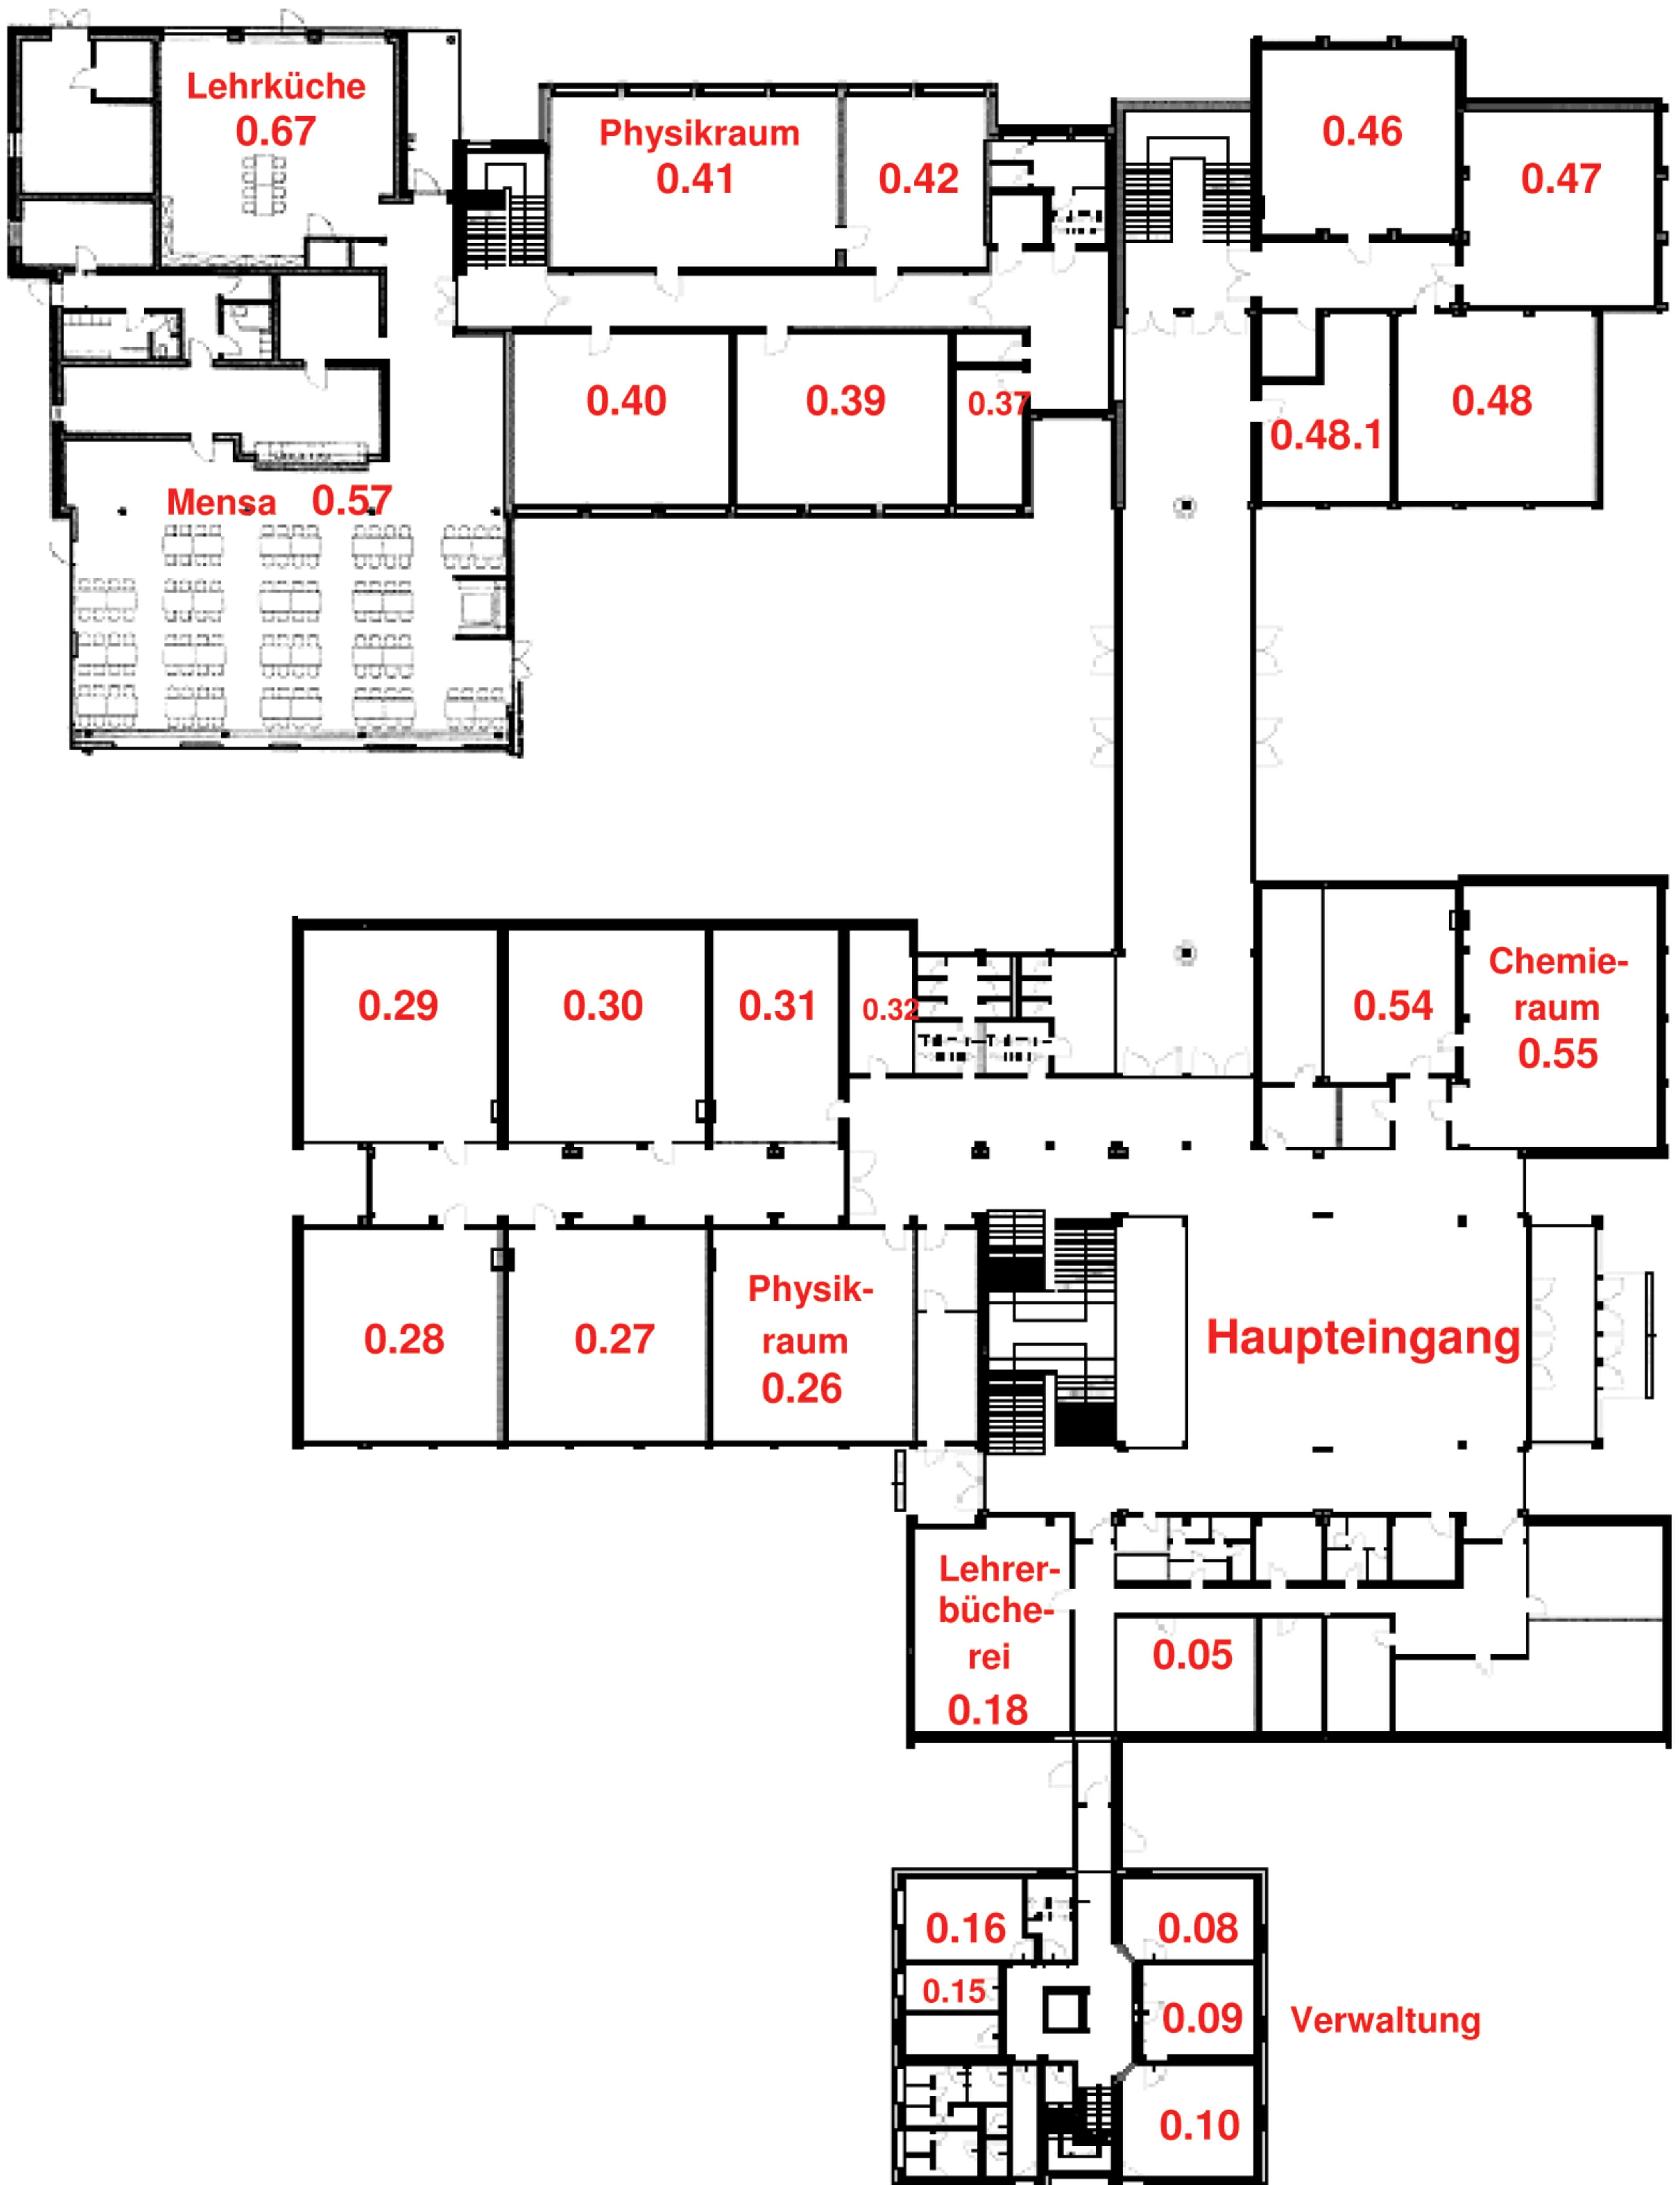 Lehrküche
0.67
Physikraum
0.41
0.42
0.46
0.47
0.40
0.39
0.37
0.48.1
0.48
Mensa 0.57
0.29
0.30
0.31
0.32
0.54
Chemie-
raum
0.55
0.28
0.27
Physik-
raum
0.26
Haupteingang
Lehrer-
büche-
rei
0.18
0.05
0.16
0.08
0.15
0.09
Verwaltung
0.10